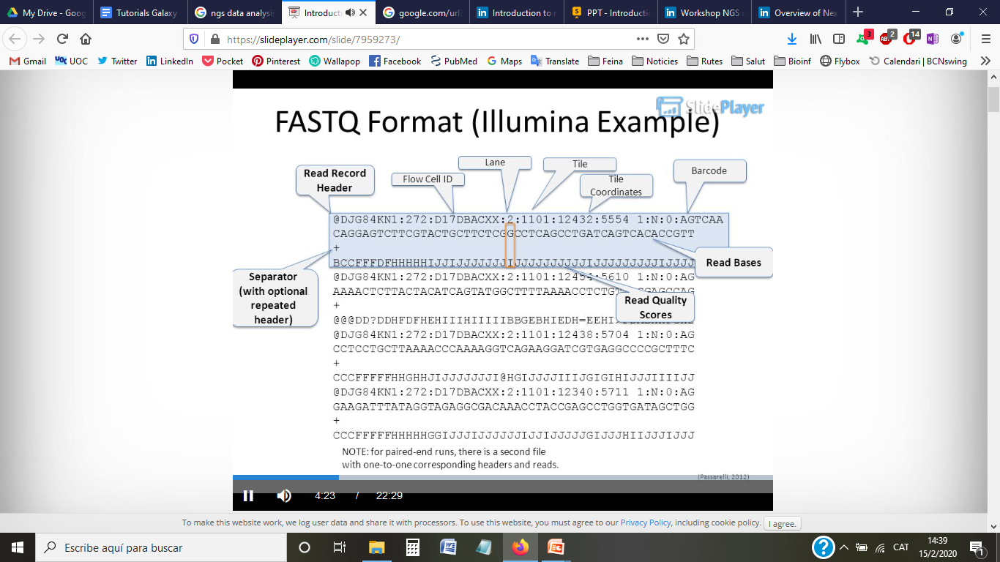 My Drive - Goog
Tutorials Galaxy
ngs data analysis
Introducti
google.com/url?
Introduction to n
PPT - Introductio
Workshop NGS
Overview of Nex
https://slideplayer.com/slide/7959273/
3
2
14
Gmail
UOC
Twitter
LinkedIn
Pocket
Pinterest
Wallapop
Facebook
PubMed
Maps
Translate
Feina
Noticies
Rutes
Salut
Bioinf
Flybox
Calendari | BCNswing
SlidePlayer
FASTQ Format (Illumina Example)
Read Record
Header
Flow Cell ID
Lane
Tile
Tile
Coordinates
Barcode
@DJG84KN1:272:D17DBACXX:2:1101:12432:5554 1:N:0:AGTCAA
CAGGAGTCTTCGTACTGCTTCTCGGCCTCAGCCTGATCAGTCACACCGTT
+
BCCFFFDFHHHHHIJJIJJJJJJJIJJJJJJJJJJIJJJJJJJJJIJJJJ
Read Bases
Separator
(with optional
repeated
header)
@DJG84KN1:272:D17DBACXX:2:1101:12454:5610 1:N:0:AG
AAAACTCTTACTACATCAGTATGGCTTTTAAAACCTCTGT
+
Read Quality
Scores
@@@DD?DDHFDFHEHIIIHIIIIIBBGEBHIEDH=EEHI
@DJG84KN1:272:D17DBACXX:2:1101:12438:5704 1:N:0:AG
CCTCCTGCTTAAAACCCAAAAGGTCAGAAGGATCGTGAGGCCCCGCTTTC
+
CCCFFFFFHHGHHJIJJJJJJJI@HGIJJJJIIIJGIGIHIJJJIIIIJJ
@DJG84KN1:272:D17DBACXX:2:1101:12340:5711 1:N:0:AG
GAAGATTTATAGGTAGAGGCGACAAACCTACCGAGCCTGGTGATAGCTGG
+
CCCFFFFFHHHHHGGIJJJIJJJJJJIJJIJJJJJGIJJJHIIJJJIJJJ
NOTE: for paired-end runs, there is a second file
with one-to-one corresponding headers and reads.
(Passarelli, 2012)
4:23 / 22:29
To make this website work, we log user data and share it with processors. To use this website, you must agree to our Privacy Policy, including cookie policy.
I agree.
Escribe aquí para buscar
CAT
14:39
15/2/2020
1